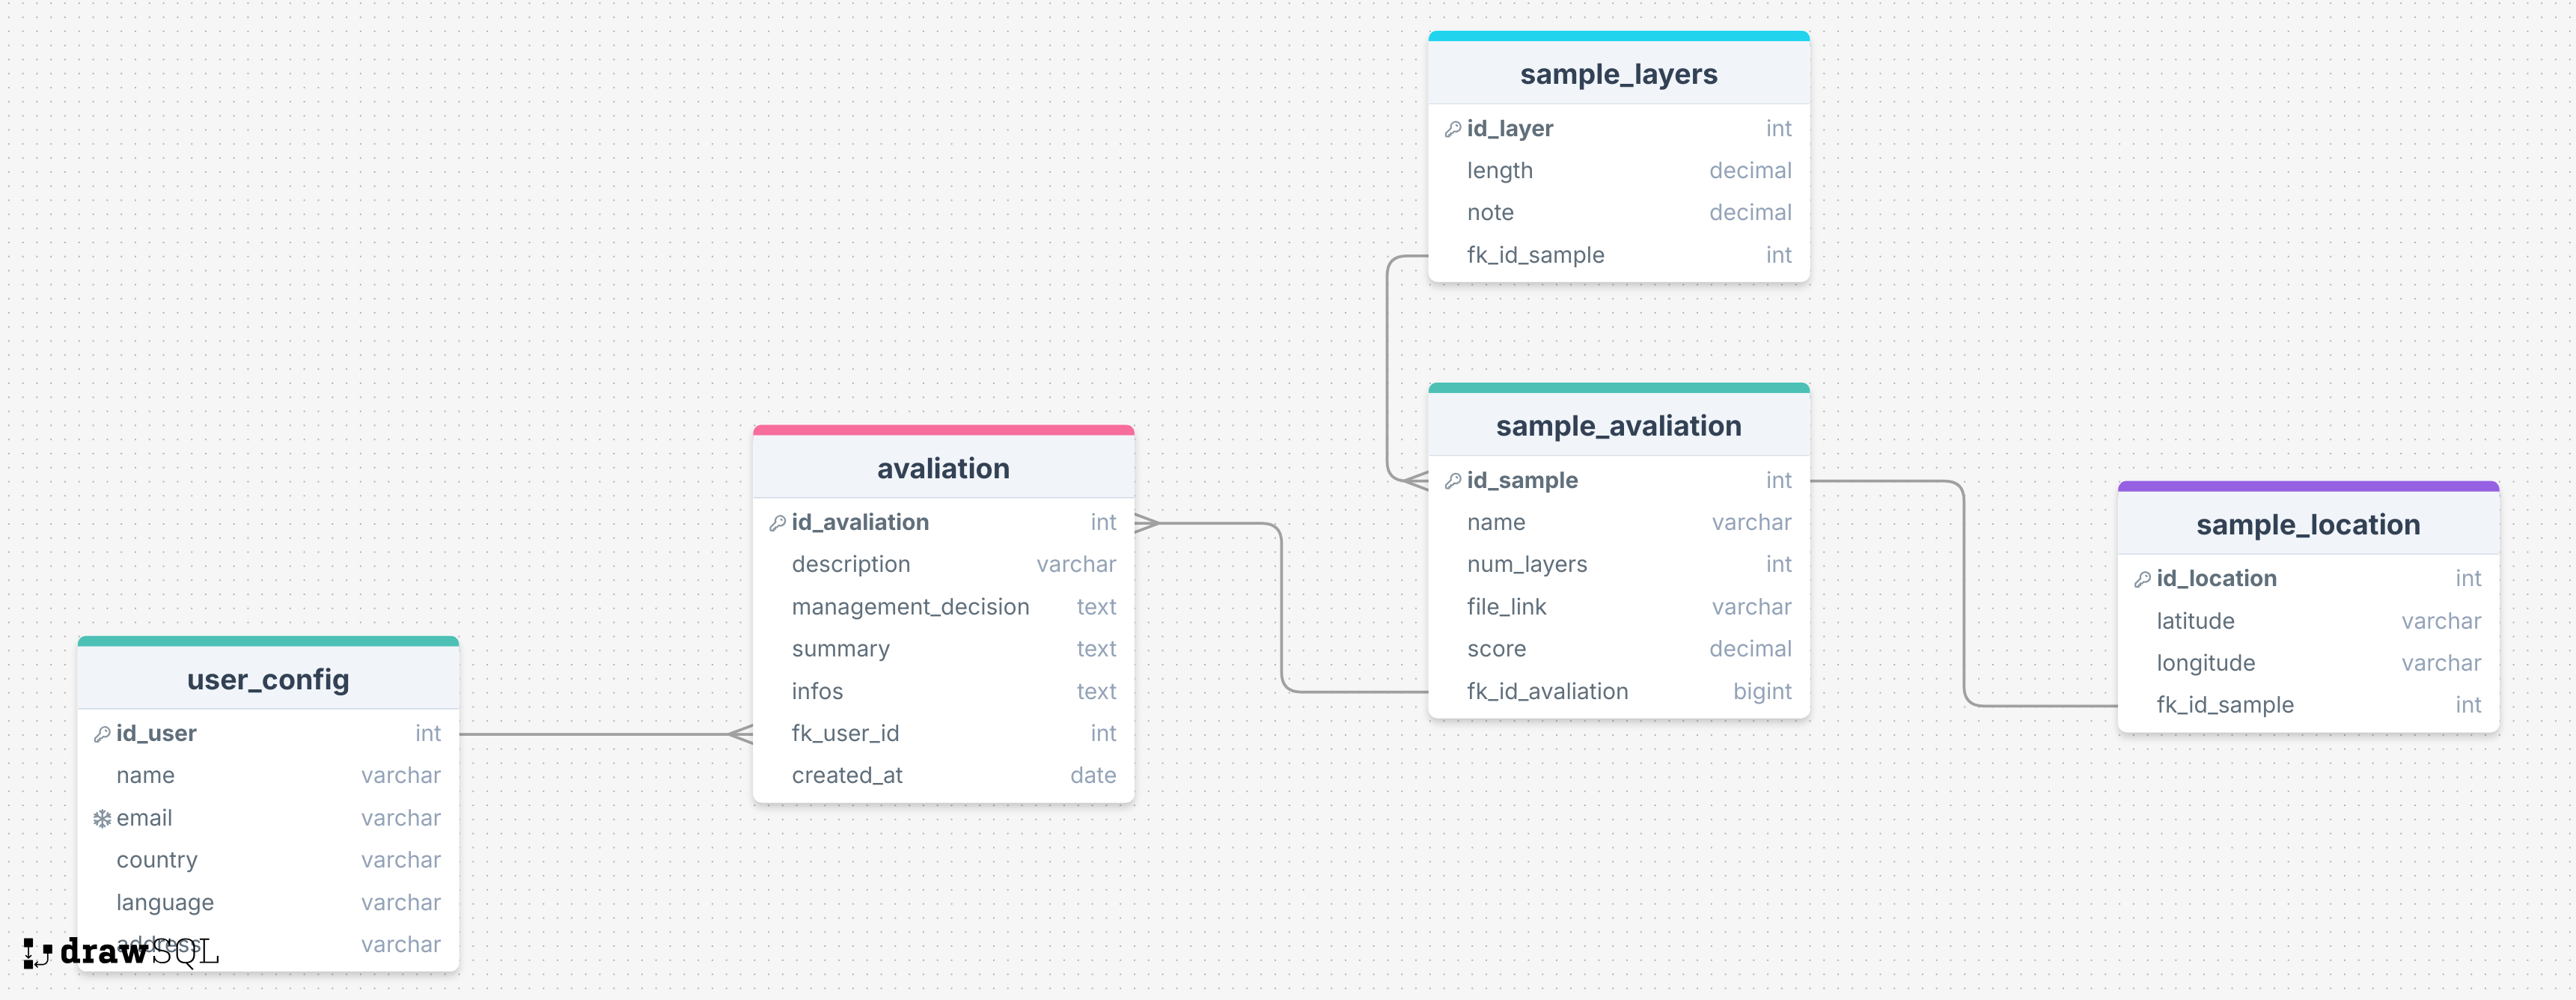 sample_layers
id_layer int
length decimal
note decimal
fk_id_sample int
sample_avaliation
id_sample int
name varchar
num_layers int
file_link varchar
score decimal
fk_id_avaliation bigint
avaliation
id_avaliation int
description varchar
management_decision text
summary text
infos text
fk_user_id int
created_at date
sample_location
id_location int
latitude varchar
longitude varchar
fk_id_sample int
user_config
id_user int
name varchar
email varchar
country varchar
language varchar
address varchar
drawSQL